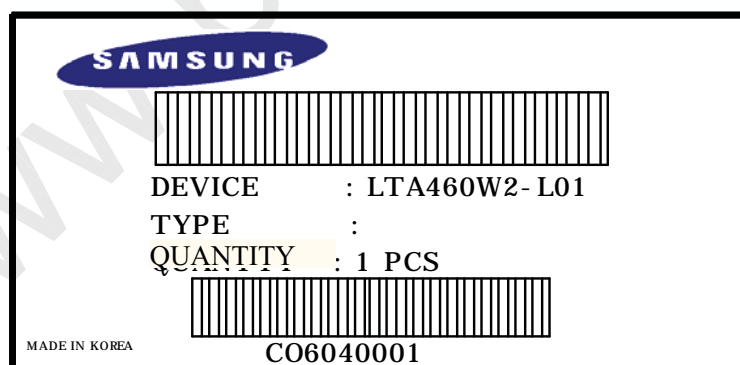 SAMSUNG
DEVICE : LTA460W2-L01
TYPE :
QUANTITY : 1 PCS
MADE IN KOREA
CO6040001